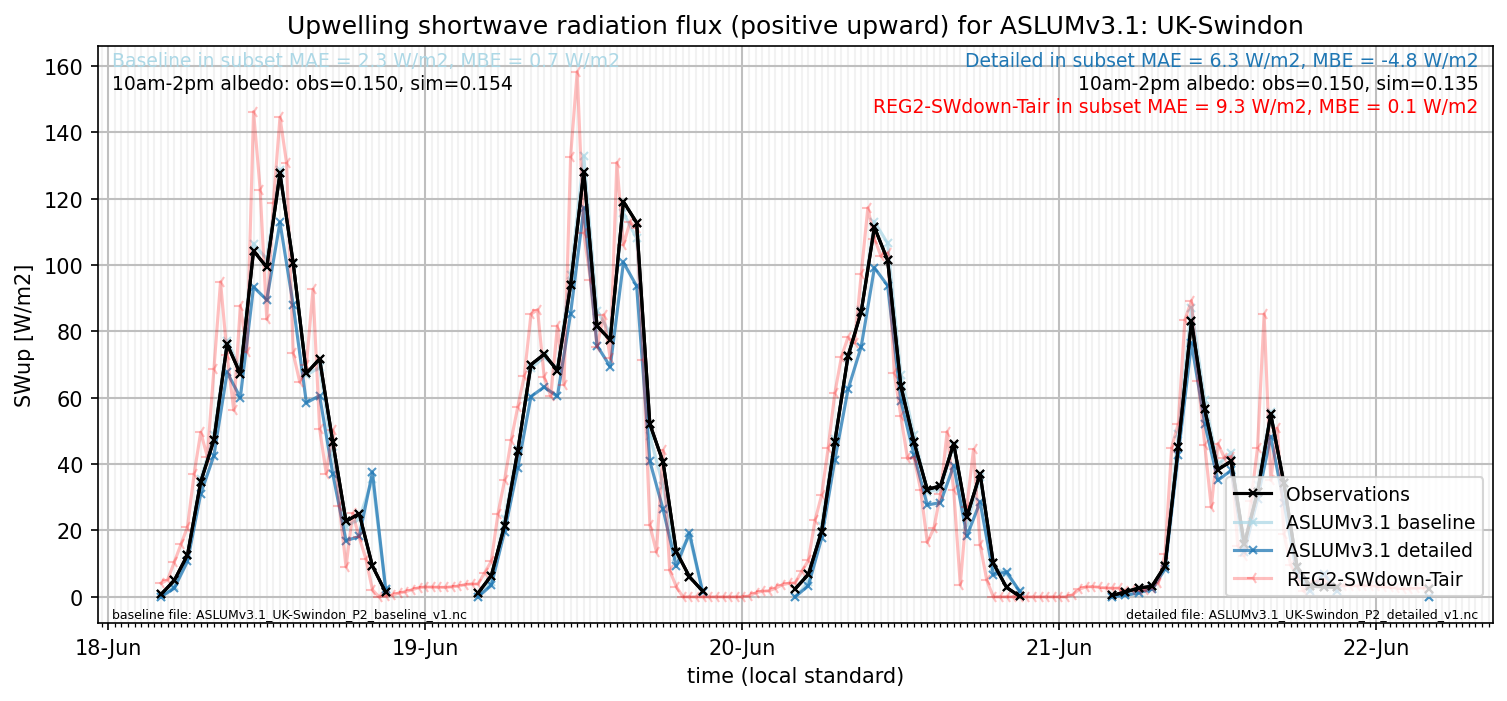 Upwelling shortwave radiation flux (positive upward) for ASLUMv3.1: UK-Swindon
Baseline in subset MAE = 2.3 W/m2, MBE = 0.7 W/m2
10am-2pm albedo: obs=0.150, sim=0.154
Detailed in subset MAE = 6.3 W/m2, MBE = -4.8 W/m2
10am-2pm albedo: obs=0.150, sim=0.135
REG2-SWdown-Tair in subset MAE = 9.3 W/m2, MBE = 0.1 W/m2
SWup [W/m2]
160
140
120
100
80
60
40
20
0
Observations
ASLUMv3.1 baseline
ASLUMv3.1 detailed
REG2-SWdown-Tair
baseline file: ASLUMv3.1_UK-Swindon_P2_baseline_v1.nc
detailed file: ASLUMv3.1_UK-Swindon_P2_detailed_v1.nc
18-Jun
19-Jun
20-Jun
21-Jun
22-Jun
time (local standard)